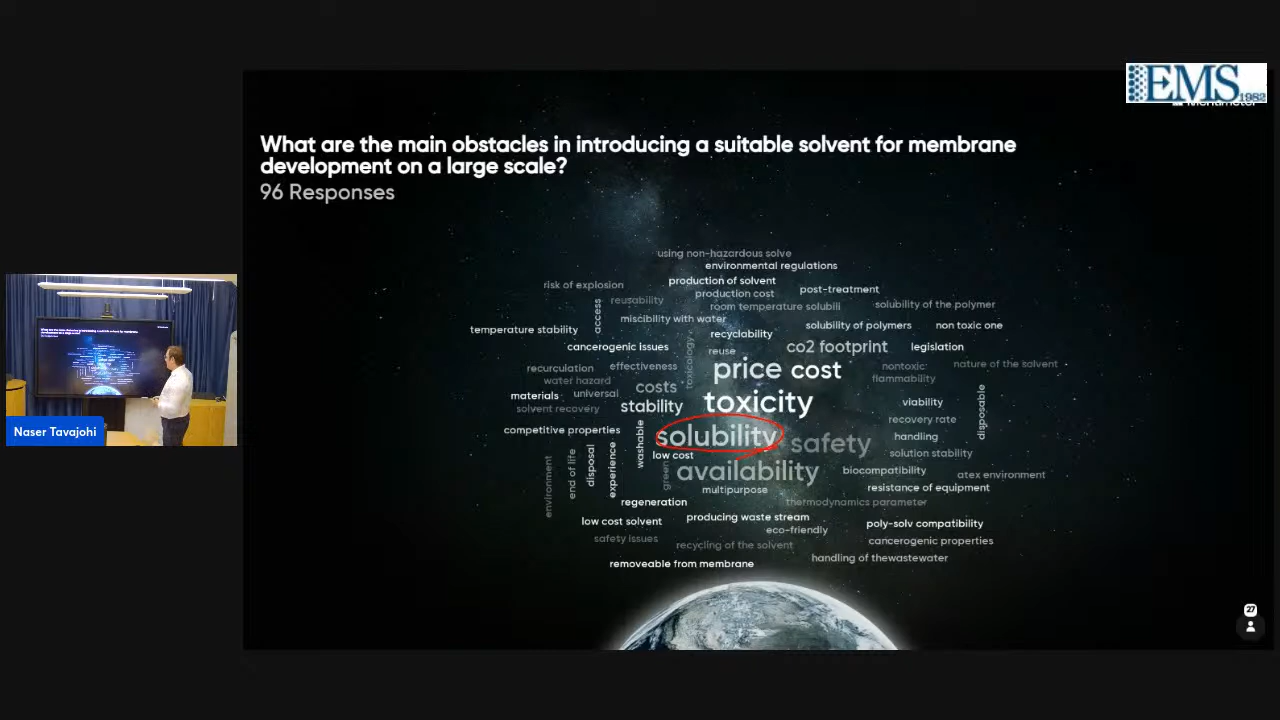 EMS 1982
Mentimeter
What are the main obstacles in introducing a suitable solvent for membrane
development on a large scale?
96 Responses
using non-hazardous solve
environmental regulations
risk of explosion
production of solvent
post-treatment
production cost
reusability
access
room temperature solubili
solubility of the polymer
miscibility with water
temperature stability
recyclability
solubility of polymers
non toxic one
cancerogenic issues
toxicology
reuse
co2 footprint
legislation
recurculation
effectiveness
price
cost
nontoxic
nature of the solvent
water hazard
costs
flammability
materials
universal
toxicity
viability
disposable
solvent recovery
stability
recovery rate
competitive properties
washable
solubility
safety
handling
low cost
solution stability
environment
end of life
disposal
experience
green
availability
biocompatibility
atex environment
multipurpose
resistance of equipment
regeneration
thermodynamics parameter
low cost solvent
producing waste stream
poly-solv compatibility
eco-friendly
safety issues
recycling of the solvent
cancerogenic properties
removeable from membrane
handling of thewastewater
Naser Tavajohi
27